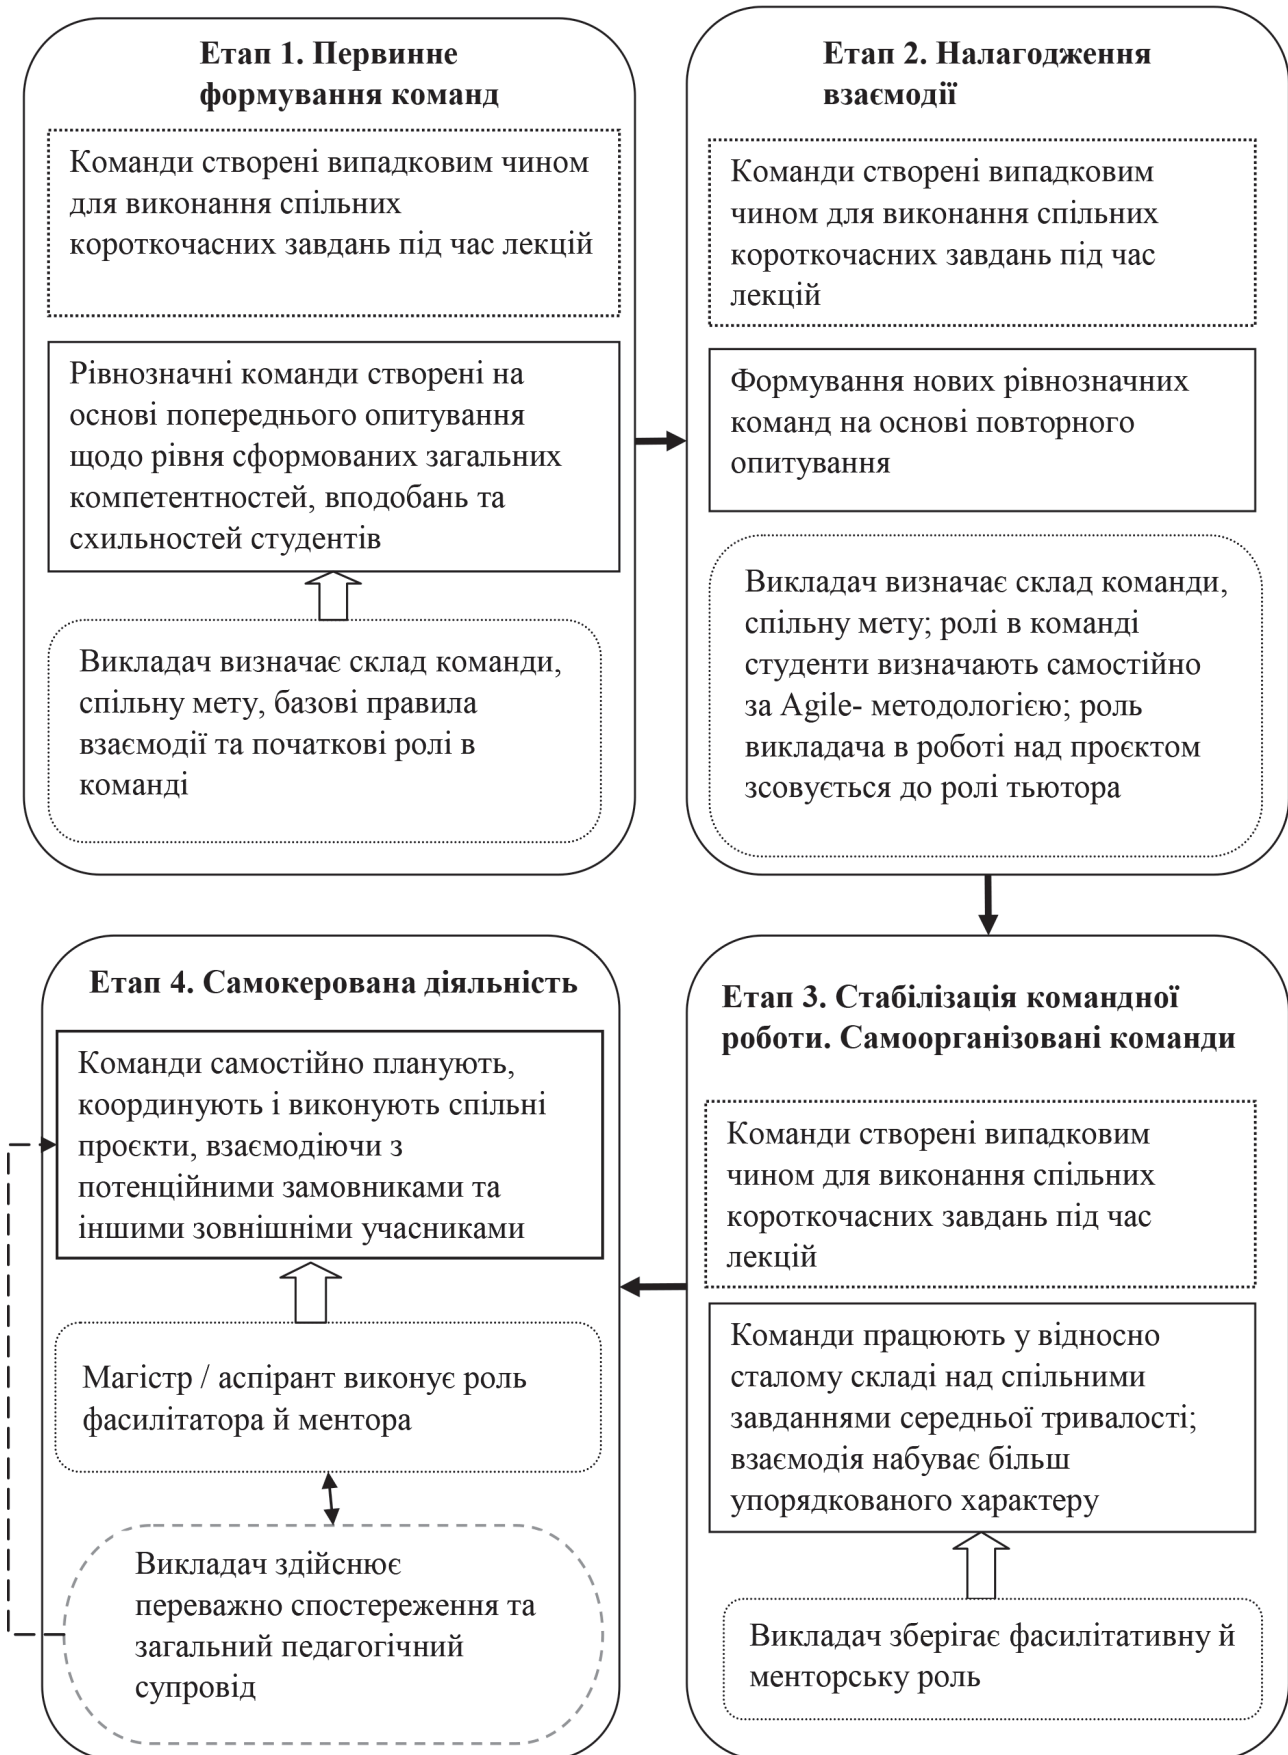 Етап 1. Первинне
формування команд
Команди створені випадковим чином
для виконання спільних
короткочасних завдань під час лекцій
Рівнозначні команди створені на
основі попереднього опитування
щодо рівня сформованих загальних
компетентностей, вподобань та
схильностей студентів
Викладач визначає склад команди,
спільну мету, базові правила
взаємодії та початкові ролі в
команді
Етап 2. Налагодження
взаємодії
Команди створені випадковим
чином для виконання спільних
короткочасних завдань під час
лекцій
Формування нових рівнозначних
команд на основі повторного
опитування
Викладач визначає склад команди,
спільну мету; ролі в команді
студенти визначають самостійно
за Agile- методологією; роль
викладача в роботі над проєктом
зсовується до ролі тьютора
Етап 3. Стабілізація командної
роботи. Самоорганізовані команди
Команди створені випадковим
чином для виконання спільних
короткочасних завдань під час
лекцій
Команди працюють у відносно
сталому складі над спільними
завданнями середньої тривалості;
взаємодія набуває більш
упорядкованого характеру
Викладач зберігає фасилітативну й
менторську роль
Етап 4. Самокерована діяльність
Команди самостійно планують,
координують і виконують спільні
проєкти, взаємодіючи з
потенційними замовниками та
іншими зовнішніми учасниками
Магістр / аспірант виконує роль
фасилітатора й ментора
Викладач здійснює
переважно спостереження та
загальний педагогічний
супровід